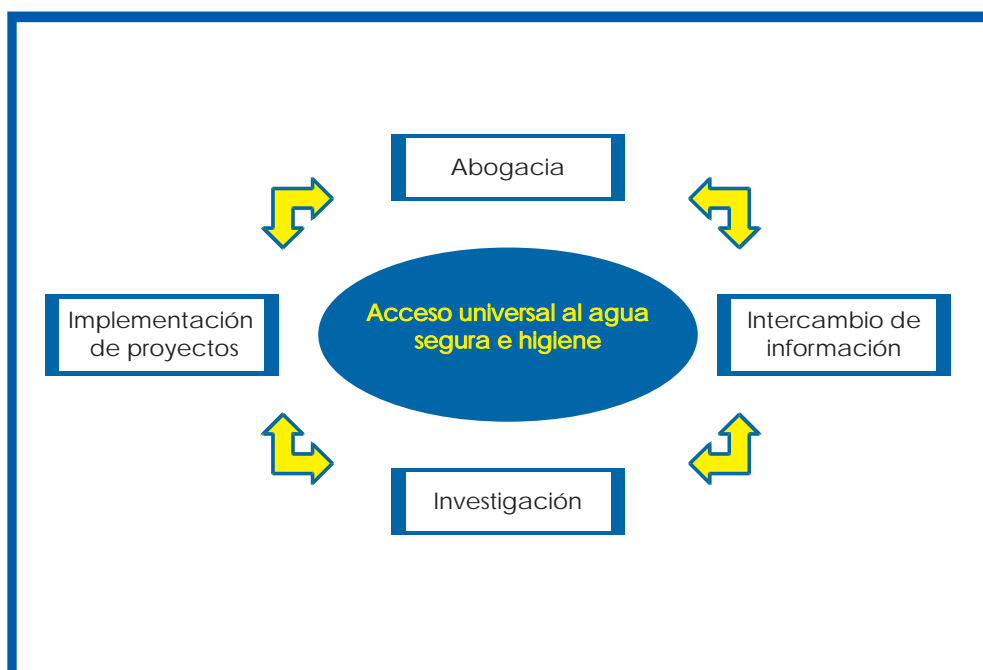 Abogacia
Implementación
de proyectos
Acceso universal al agua
segura e higiene
Intercambio de
información
Investigación